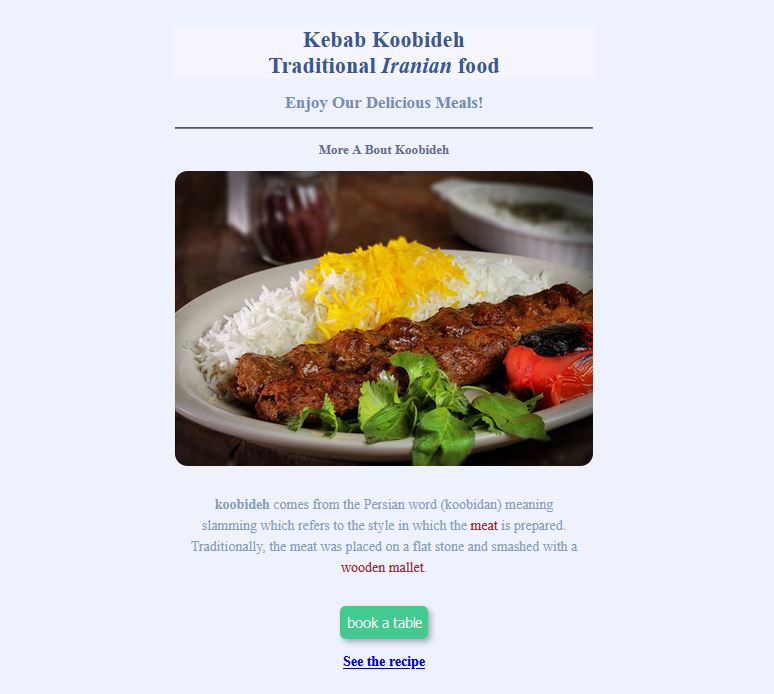 Kebab Koobideh
Traditional Iranian food
Enjoy Our Delicious Meals!
More A Bout Koobideh
koobideh comes from the Persian word (koobidan) meaning
slamming which refers to the style in which the meat is prepared.
Traditionally, the meat was placed on a flat stone and smashed with a
wooden mallet.
book a table
See the recipe